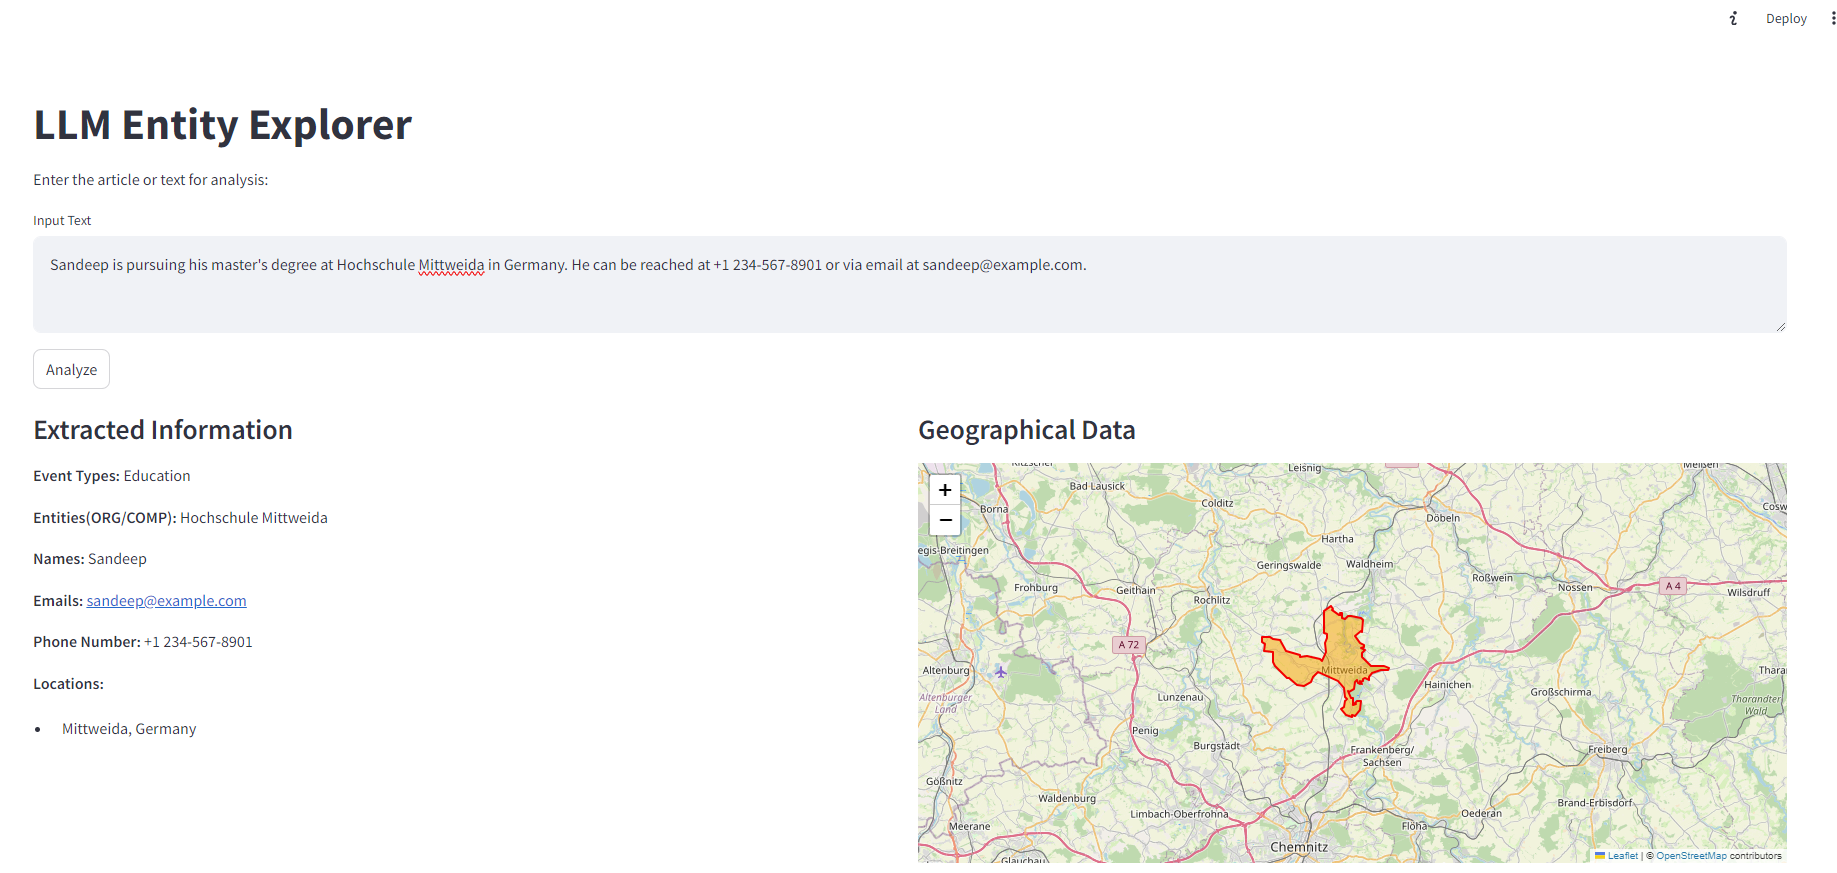 Deploy
LLM Entity Explorer
Enter the article or text for analysis:
Input Text
Sandeep is pursuing his master's degree at Hochschule Mittweida in Germany. He can be reached at +1 234-567-8901 or via email at sandeep@example.com.
Analyze
Extracted Information
Event Types: Education
Entities(ORG/COMP): Hochschule Mittweida
Names: Sandeep
Emails: sandeep@example.com
Phone Number: +1 234-567-8901
Locations:
• Mittweida, Germany
Geographical Data
+
−
Kitzscher
Leisnig
Meißen
Bad Lausick
Colditz
Borna
Döbeln
Cosw
Hartha
egis-Breitingen
Geringswalde
Waldheim
Roßwein
Frohburg
Geithain
Nossen
A 4
Wilsdruff
Rochlitz
A 72
Altenburg
Mittweida
Thara
Hainichen
Altenburger
Land
Lunzenau
Großschirma
Tharandter
Wald
Penig
Burgstädt
Frankenberg/
Sachsen
Freiberg
Gößnitz
Waldenburg
Brand-Erbisdorf
Limbach-Oberfrohna
Oederan
Meerane
Flöha
Chemnitz
Glauchau
Leaflet | © OpenStreetMap contributors